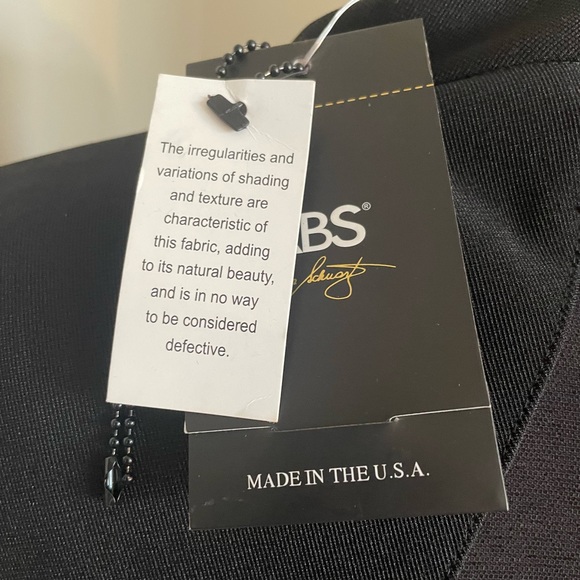 The irregularities and
variations of shading
and texture are
characteristic of
this fabric, adding
to its natural beauty,
and is in no way
to be considered
defective.
ABS®
Schwartz
MADE IN THE U.S.A.